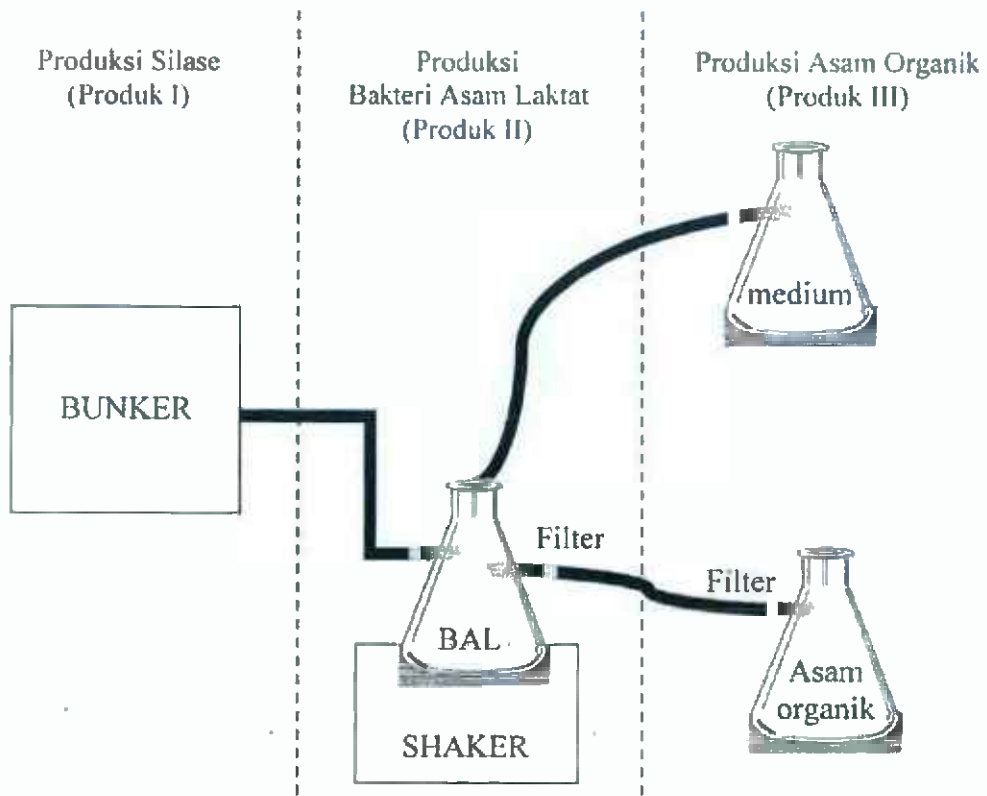 Produksi Silase
(Produk I)
Produksi
Bakteri Asam Laktat
(Produk II)
Produksi Asam Organik
(Produk III)
medium
BUNKER
Filter
Filter
BAL
Asam
organik
SHAKER